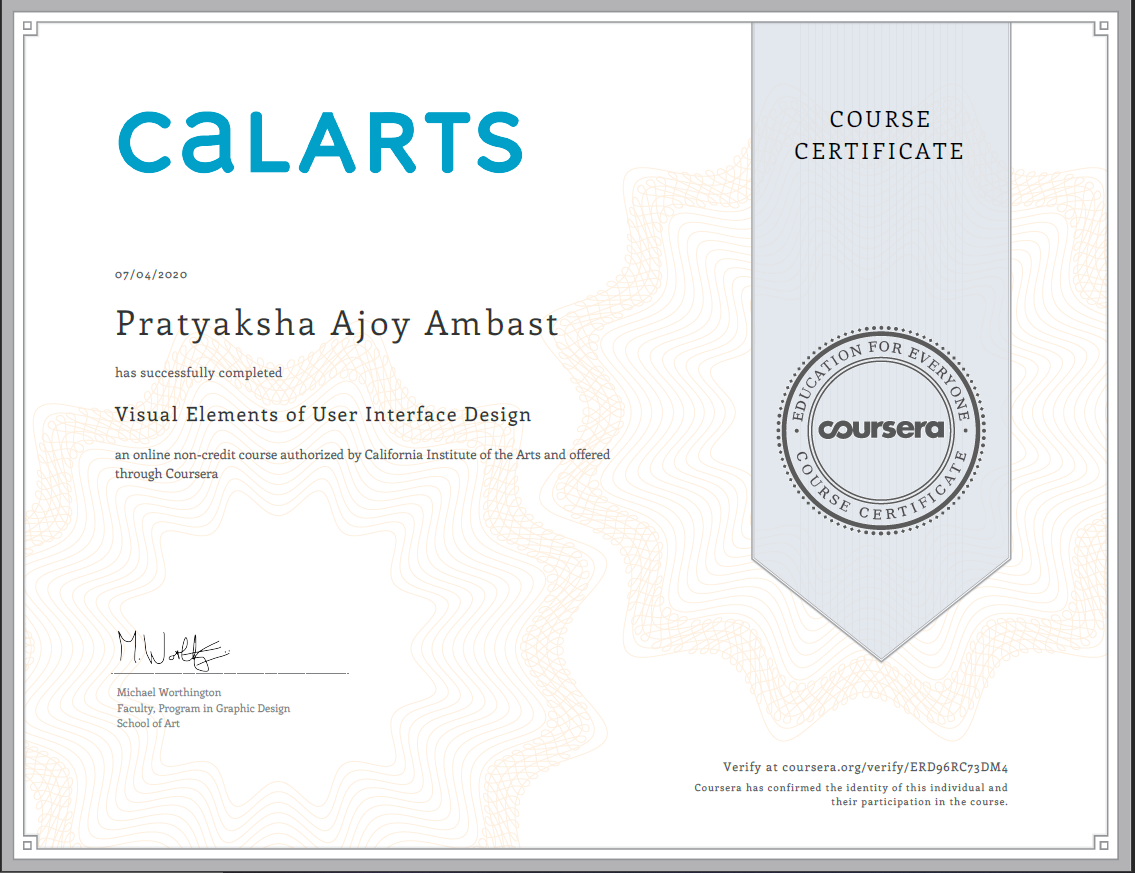 CALARTS
COURSE
CERTIFICATE
07/04/2020
Pratyaksha Ajoy Ambast
has successfully completed
Visual Elements of User Interface Design
an online non-credit course authorized by California Institute of the Arts and offered
through Coursera
EDUCATION FOR EVERYONE
coursera
COURSE CERTIFICATE
M. Worth
Michael Worthington
Faculty, Program in Graphic Design
School of Art
Verify at coursera.org/verify/ERD96RC73DM4
Coursera has confirmed the identity of this individual and
their participation in the course.